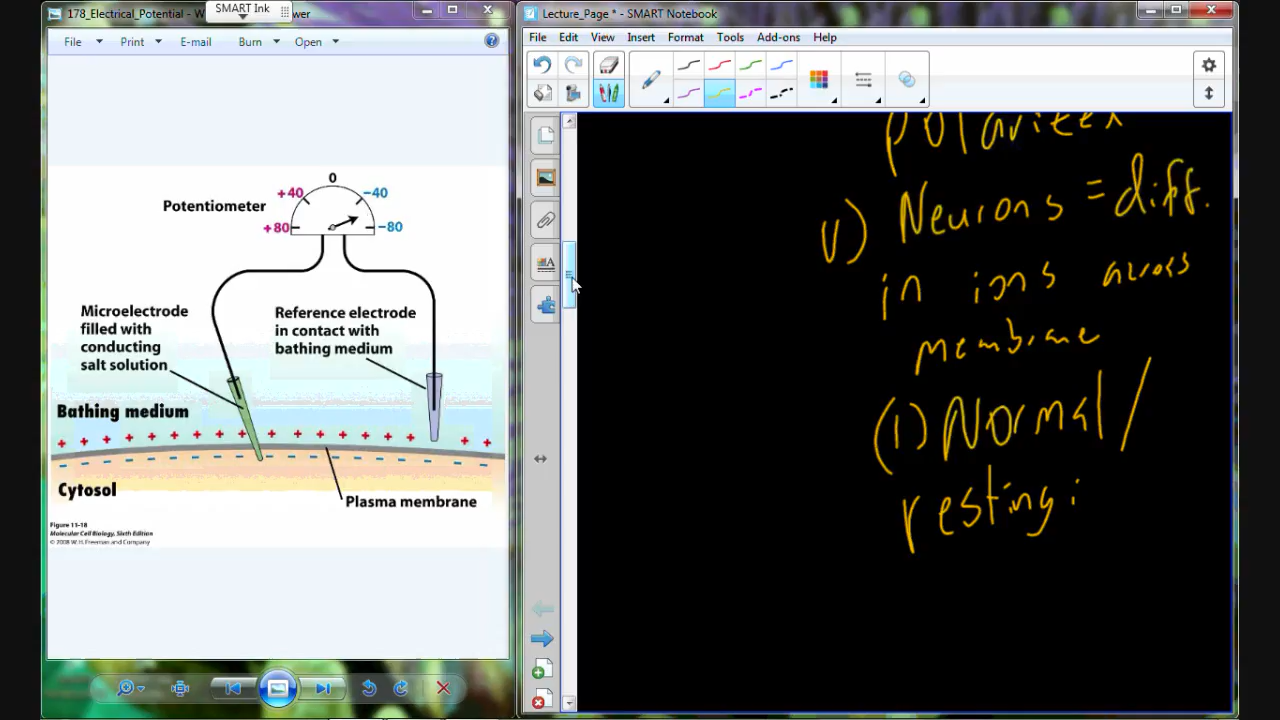 178_Electrical_Potential - W
SMART Ink
File
Print
E-mail
Burn
Open
0
+40
-40
Potentiometer
+80
-80
Microelectrode
filled with
conducting
salt solution
Reference electrode
in contact with
bathing medium
Bathing medium
Cytosol
Plasma membrane
Figure 11-18
Molecular Cell Biology, Sixth Edition
© 2008 W. H. Freeman and Company
Lecture_Page * - SMART Notebook
File Edit View Insert Format Tools Add-ons Help
V) Neurons = diff.
in ions across
membrane
(1) Normal /
resting :